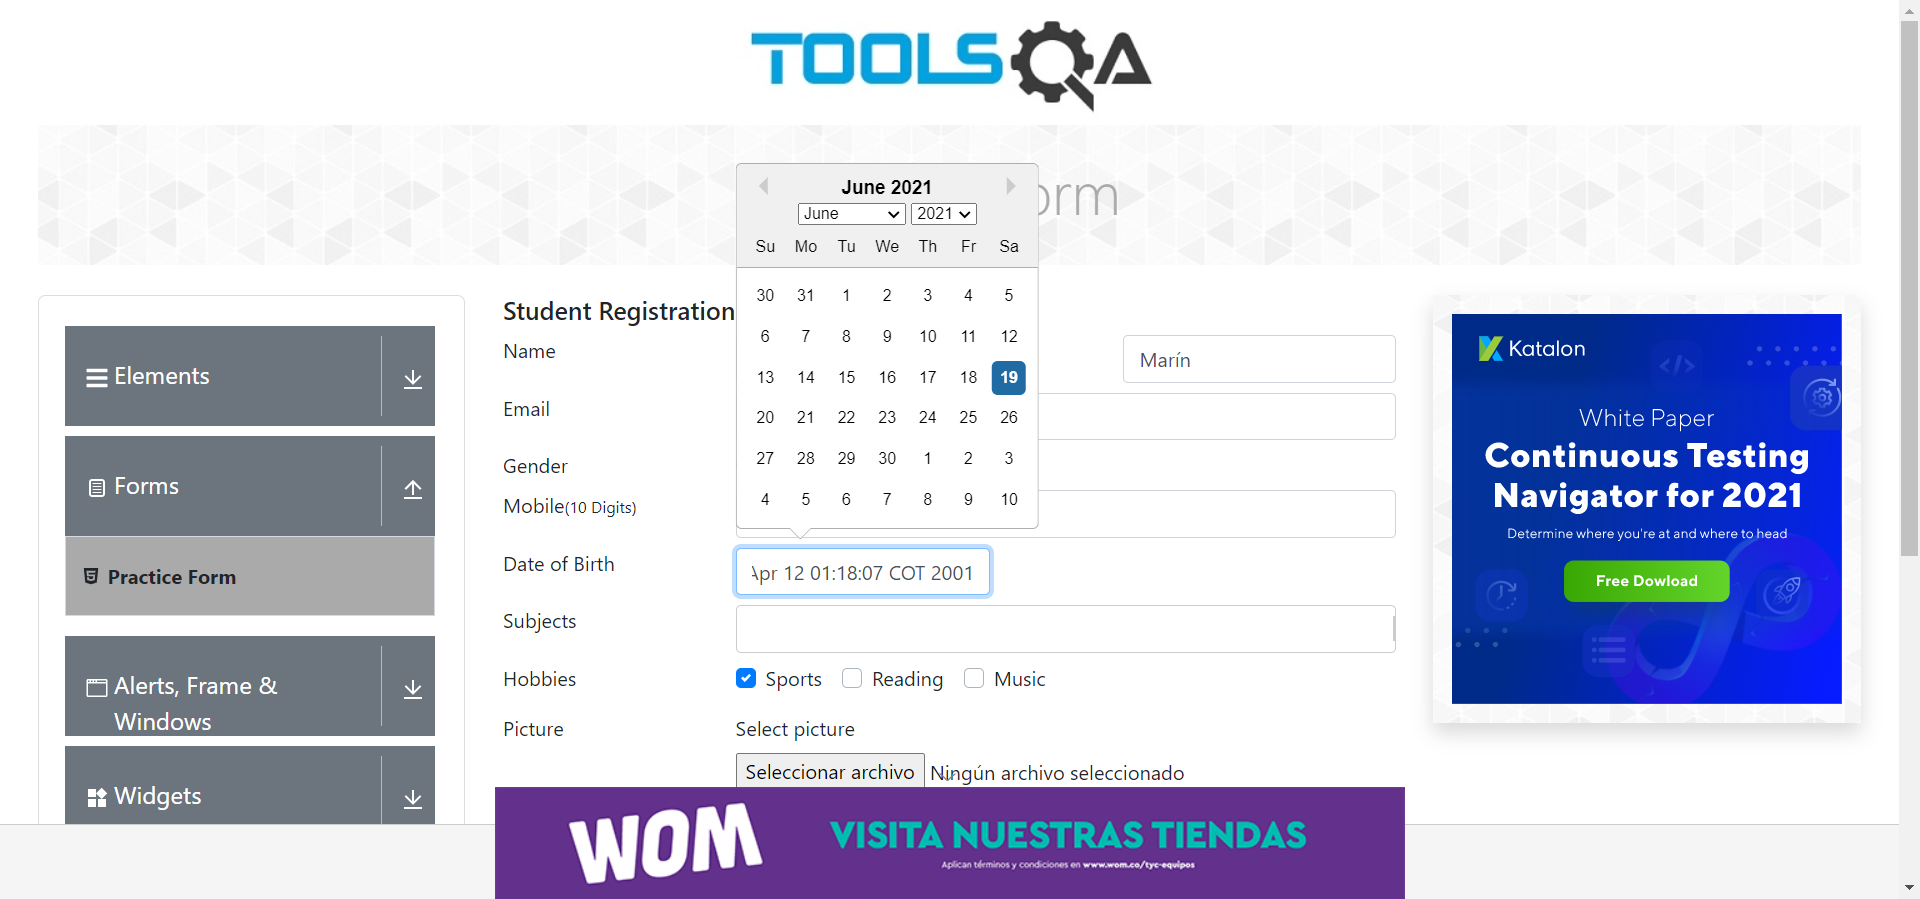 TOOLSQA
orm
June 2021
June 2021
Su Mo Tu We Th Fr Sa
30 31 1 2 3 4 5
6 7 8 9 10 11 12
13 14 15 16 17 18 19
20 21 22 23 24 25 26
27 28 29 30 1 2 3
4 5 6 7 8 9 10
Elements
Forms
Practice Form
Alerts, Frame &
Windows
Widgets
Student Registration
Name
Marín
Email
Gender
Mobile(10 Digits)
Date of Birth
Apr 12 01:18:07 COT 2001
Subjects
Hobbies
Sports Reading Music
Picture
Select picture
Seleccionar archivo Ningún archivo seleccionado
Katalon
White Paper
Continuous Testing
Navigator for 2021
Determine where you're at and where to head
Free Dowload
WOM
VISITA NUESTRAS TIENDAS
Aplican términos y condiciones en www.wom.co/tyc-equipos